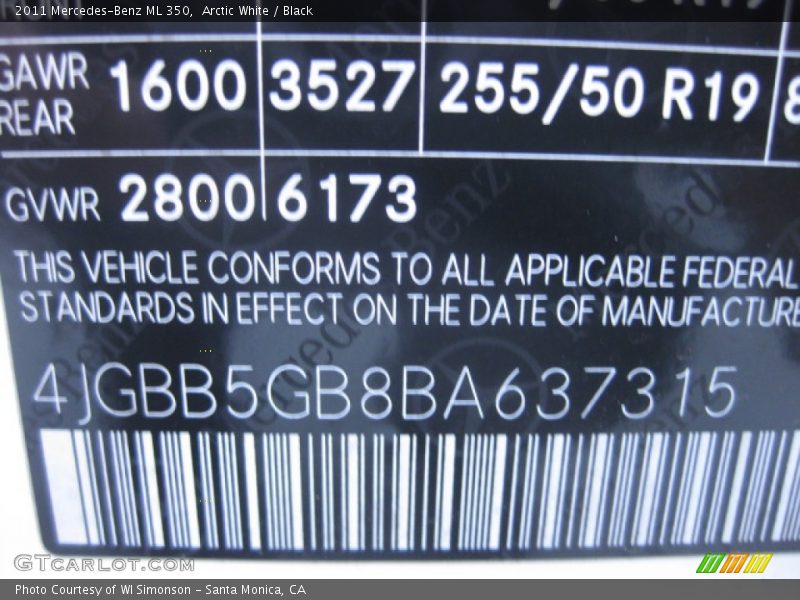 2011 Mercedes-Benz ML 350,  Arctic White / Black
GAWR 1600 3527 255/50 R19
REAR
GVWR 2800 6173
THIS VEHICLE CONFORMS TO ALL APPLICABLE FEDERAL
STANDARDS IN EFFECT ON THE DATE OF MANUFACTURE
4JGBB5GB8BA637315
GTCARLOT.COM
Photo Courtesy of WI Simonson - Santa Monica, CA